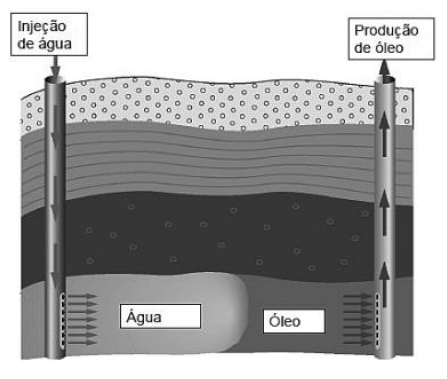 Injeção
de água
Produção
de óleo
Água
Óleo